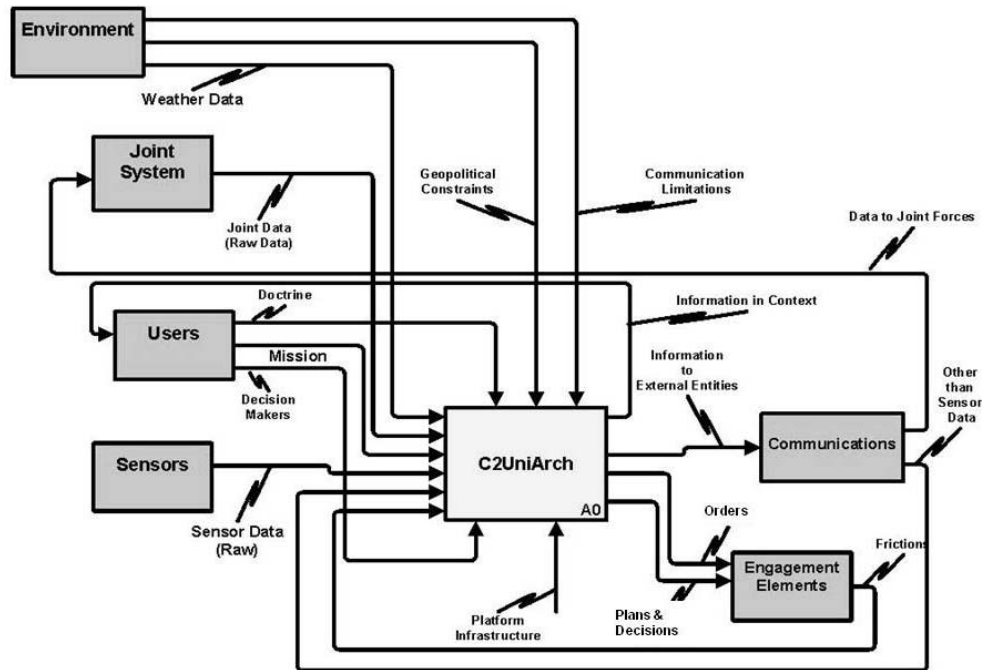 Environment
Weather Data
Joint
System
Joint Data
(Raw Data)
Geopolitical
Constraints
Communication
Limitations
Data to Joint Forces
Doctrine
Information in Context
Users
Mission
Decision
Makers
Information
to
External Entities
Other
than
Sensor
Data
Sensors
Sensor Data
(Raw)
C2UniArch
A0
Communications
Orders
Engagement
Elements
Frictions
Platform
Infrastructure
Plans &
Decisions